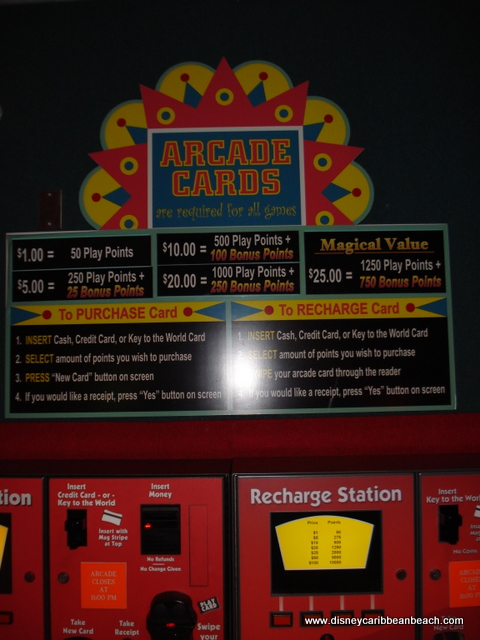 ARCADE
CARDS
are required for all games
$1.00 = 50 Play Points
$5.00 = 250 Play Points +
25 Bonus Points
$10.00 = 500 Play Points +
100 Bonus Points
$20.00 = 1000 Play Points +
250 Bonus Points
Magical Value
$25.00 = 1250 Play Points +
750 Bonus Points
To PURCHASE Card
1. INSERT Cash, Credit Card, or Key to the World Card
2. SELECT amount of points you wish to purchase
3. PRESS "New Card" button on screen
4. If you would like a receipt, press "Yes" button on screen
To RECHARGE Card
1. INSERT Cash, Credit Card, or Key to the World Card
2. SELECT amount of points you wish to purchase
your arcade card through the reader
If you would like a receipt, press "Yes" button on screen
tion
Insert
Credit Card - or -
Key to the World
Insert with
Mag Stripe
at Top
Insert
Money
No Refunds
No Change Given
ARCADE
CLOSES
AT
Take
New Card
Take
Receipt
PLAY
CARD
Swipe
your
Recharge Station
Price Points
Insert
Key to the W
No Coins
www.disneycaribbeanbeach.com